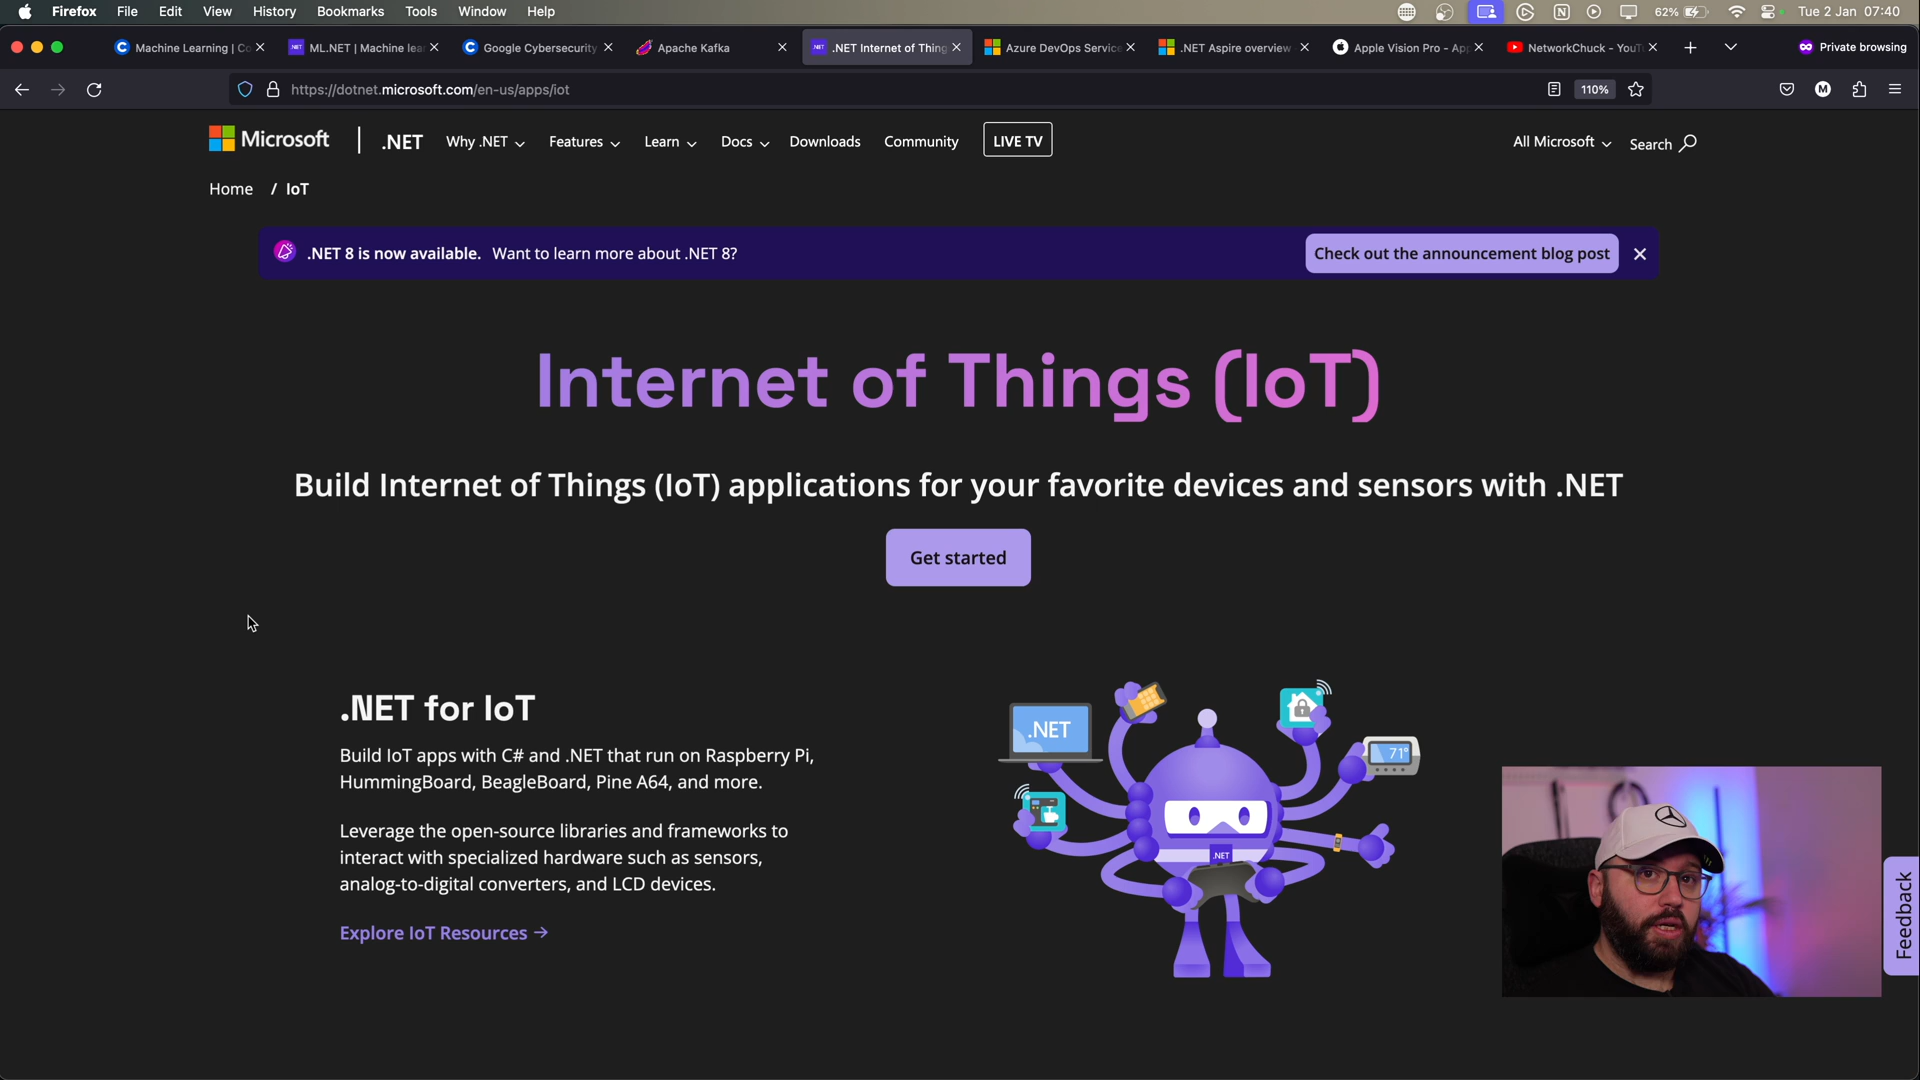 Firefox File Edit View History Bookmarks Tools Window Help 62% Tue 2 Jan 07:40
Machine Learning | Co ML.NET | Machine lea Google Cybersecurity Apache Kafka .NET Internet of Thing Azure DevOps Service .NET Aspire overview Apple Vision Pro - Ap NetworkChuck - YouT Private browsing
https://dotnet.microsoft.com/en-us/apps/iot 110% M
Microsoft .NET Why .NET Features Learn Docs Downloads Community LIVE TV All Microsoft Search
Home / IoT
.NET 8 is now available. Want to learn more about .NET 8? Check out the announcement blog post
Internet of Things (IoT)
Build Internet of Things (IoT) applications for your favorite devices and sensors with .NET
Get started
.NET for IoT
Build IoT apps with C# and .NET that run on Raspberry Pi,
HummingBoard, BeagleBoard, Pine A64, and more.
Leverage the open-source libraries and frameworks to
interact with specialized hardware such as sensors,
analog-to-digital converters, and LCD devices.
Explore IoT Resources →
.NET
71°
.NET
Feedback